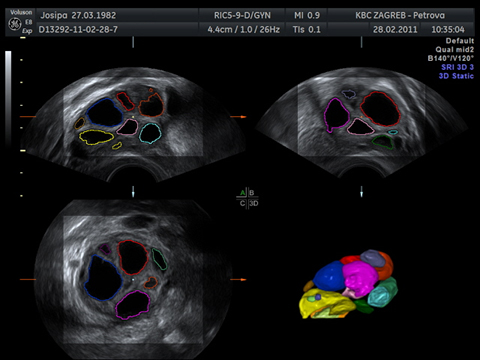 Voluson
E8
Exp
Josipa 27.03.1982
RIC5-9-D/GYN
MI 0.9
KBC ZAGREB - Petrova
D13292-11-02-28-7
4.4cm / 1.0 / 26Hz
TIs 0.1
28.02.2011
10:35:04
Default
Qual mid2
B140°/V120°
SRI 3D 3
3D Static
A B
C 3D